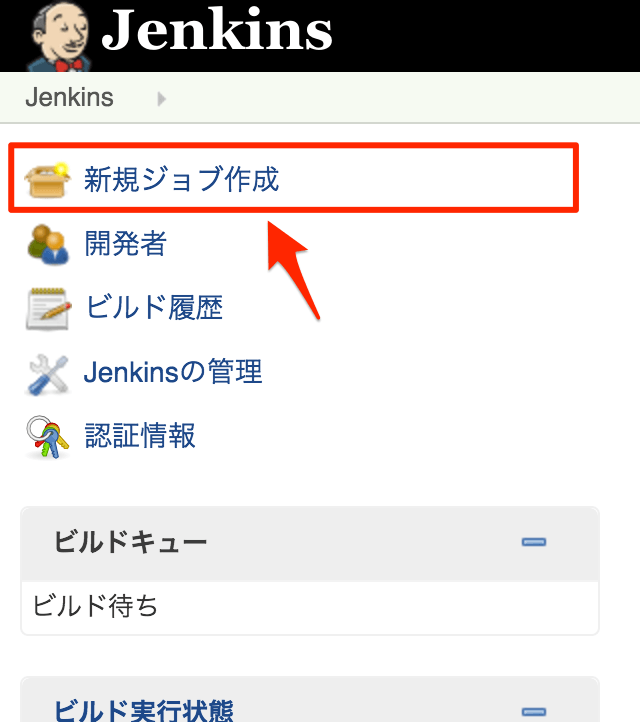 Jenkins
Jenkins
新規ジョブ作成
開発者
ビルド履歴
Jenkinsの管理
認証情報
ビルドキュー
ビルド待ち
ビルド実行状態